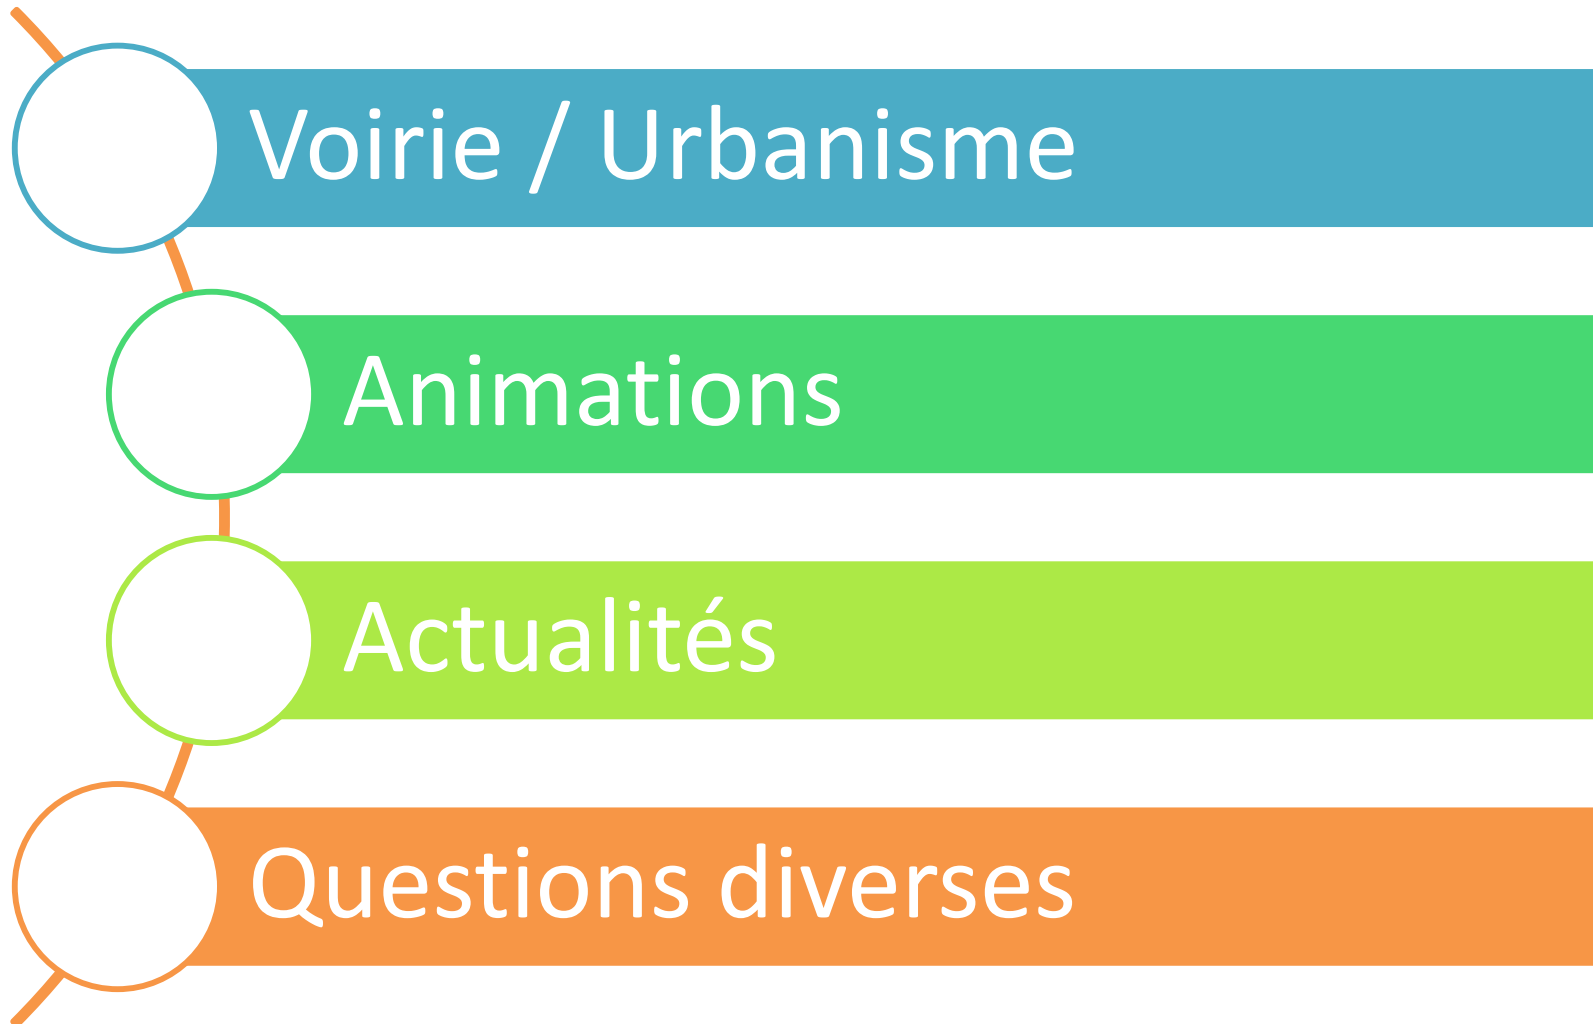 Voirie / Urbanisme
Animations
Actualités
Questions diverses